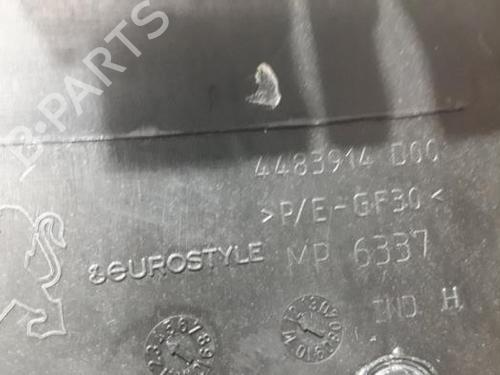 B-PARTS
4483914 D00
>P/E-GF30<
&eUROSTYLE MP 6337
IND H